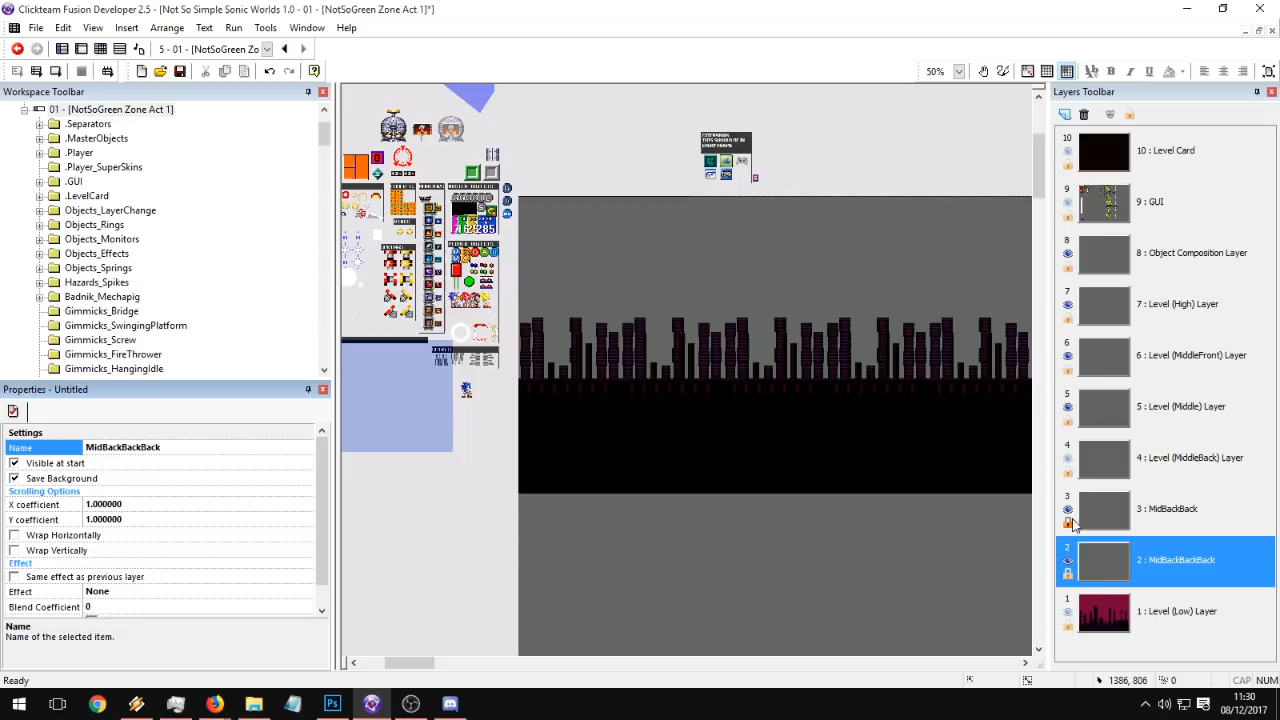 Clickteam Fusion Developer 2.5 - [Arrange - Not So Simple Sonic Worlds 1.0 - 01 - [NotSoGreen Zone Act 1]*]
File Edit View Insert Arrange Text Run Tools Window Help
5 - 01 - [NotSoGreen Zo
50%
Workspace Toolbar
01 - [NotSoGreen Zone Act 1]
.Separators
.MasterObjects
.Player
.Player_SuperSkins
.GUI
.LevelCard
Objects_LayerChange
Objects_Rings
Objects_Monitors
Objects_Effects
Objects_Springs
Hazards_Spikes
Badnik_Mechapig
Gimmicks_Bridge
Gimmicks_SwingingPlatform
Gimmicks_Screw
Gimmicks_FireThrower
Gimmicks_HangingIdle
Properties - Untitled
Settings
Name MidBackBackBack
Visible at start
Save Background
Scrolling Options
X coefficient 1.000000
Y coefficient 1.000000
Wrap Horizontally
Wrap Vertically
Effect
Same effect as previous layer
Effect None
Blend Coefficient 0
Name
Name of the selected item.
Layers Toolbar
10
10 : Level Card
9
9 : GUI
8
8 : Object Composition Layer
7
7 : Level (High) Layer
6
6 : Level (MiddleFront) Layer
5
5 : Level (Middle) Layer
4
4 : Level (MiddleBack) Layer
3
3 : MidBackBack
2
2 : MidBackBackBack
1
1 : Level (Low) Layer
Ready
1386, 806
0
CAP NUM
Ps
11:30
08/12/2017